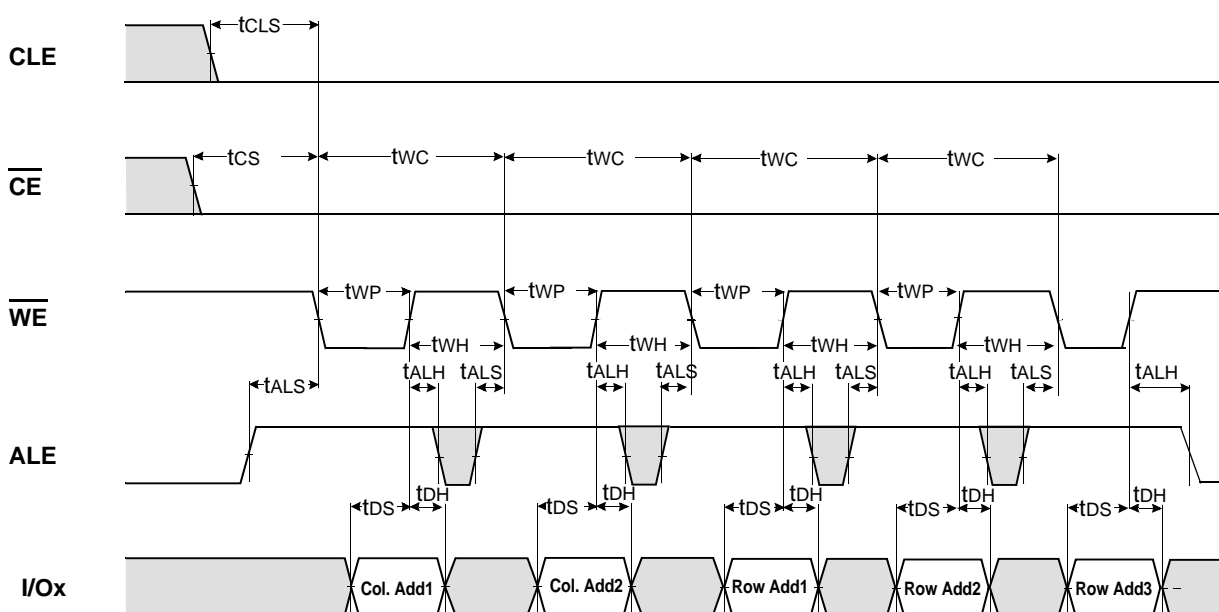 tCLS
CLE
tCS tWC tWC tWC tWC
CE
tWP tWP tWP tWP
WE
tWH tWH tWH tWH
tALS tALH tALS tALH tALS tALH tALS tALH tALS tALH
ALE
tDS tDH tDS tDH tDS tDH tDS tDH tDS tDH
I/Ox Col. Add1 Col. Add2 Row Add1 Row Add2 Row Add3